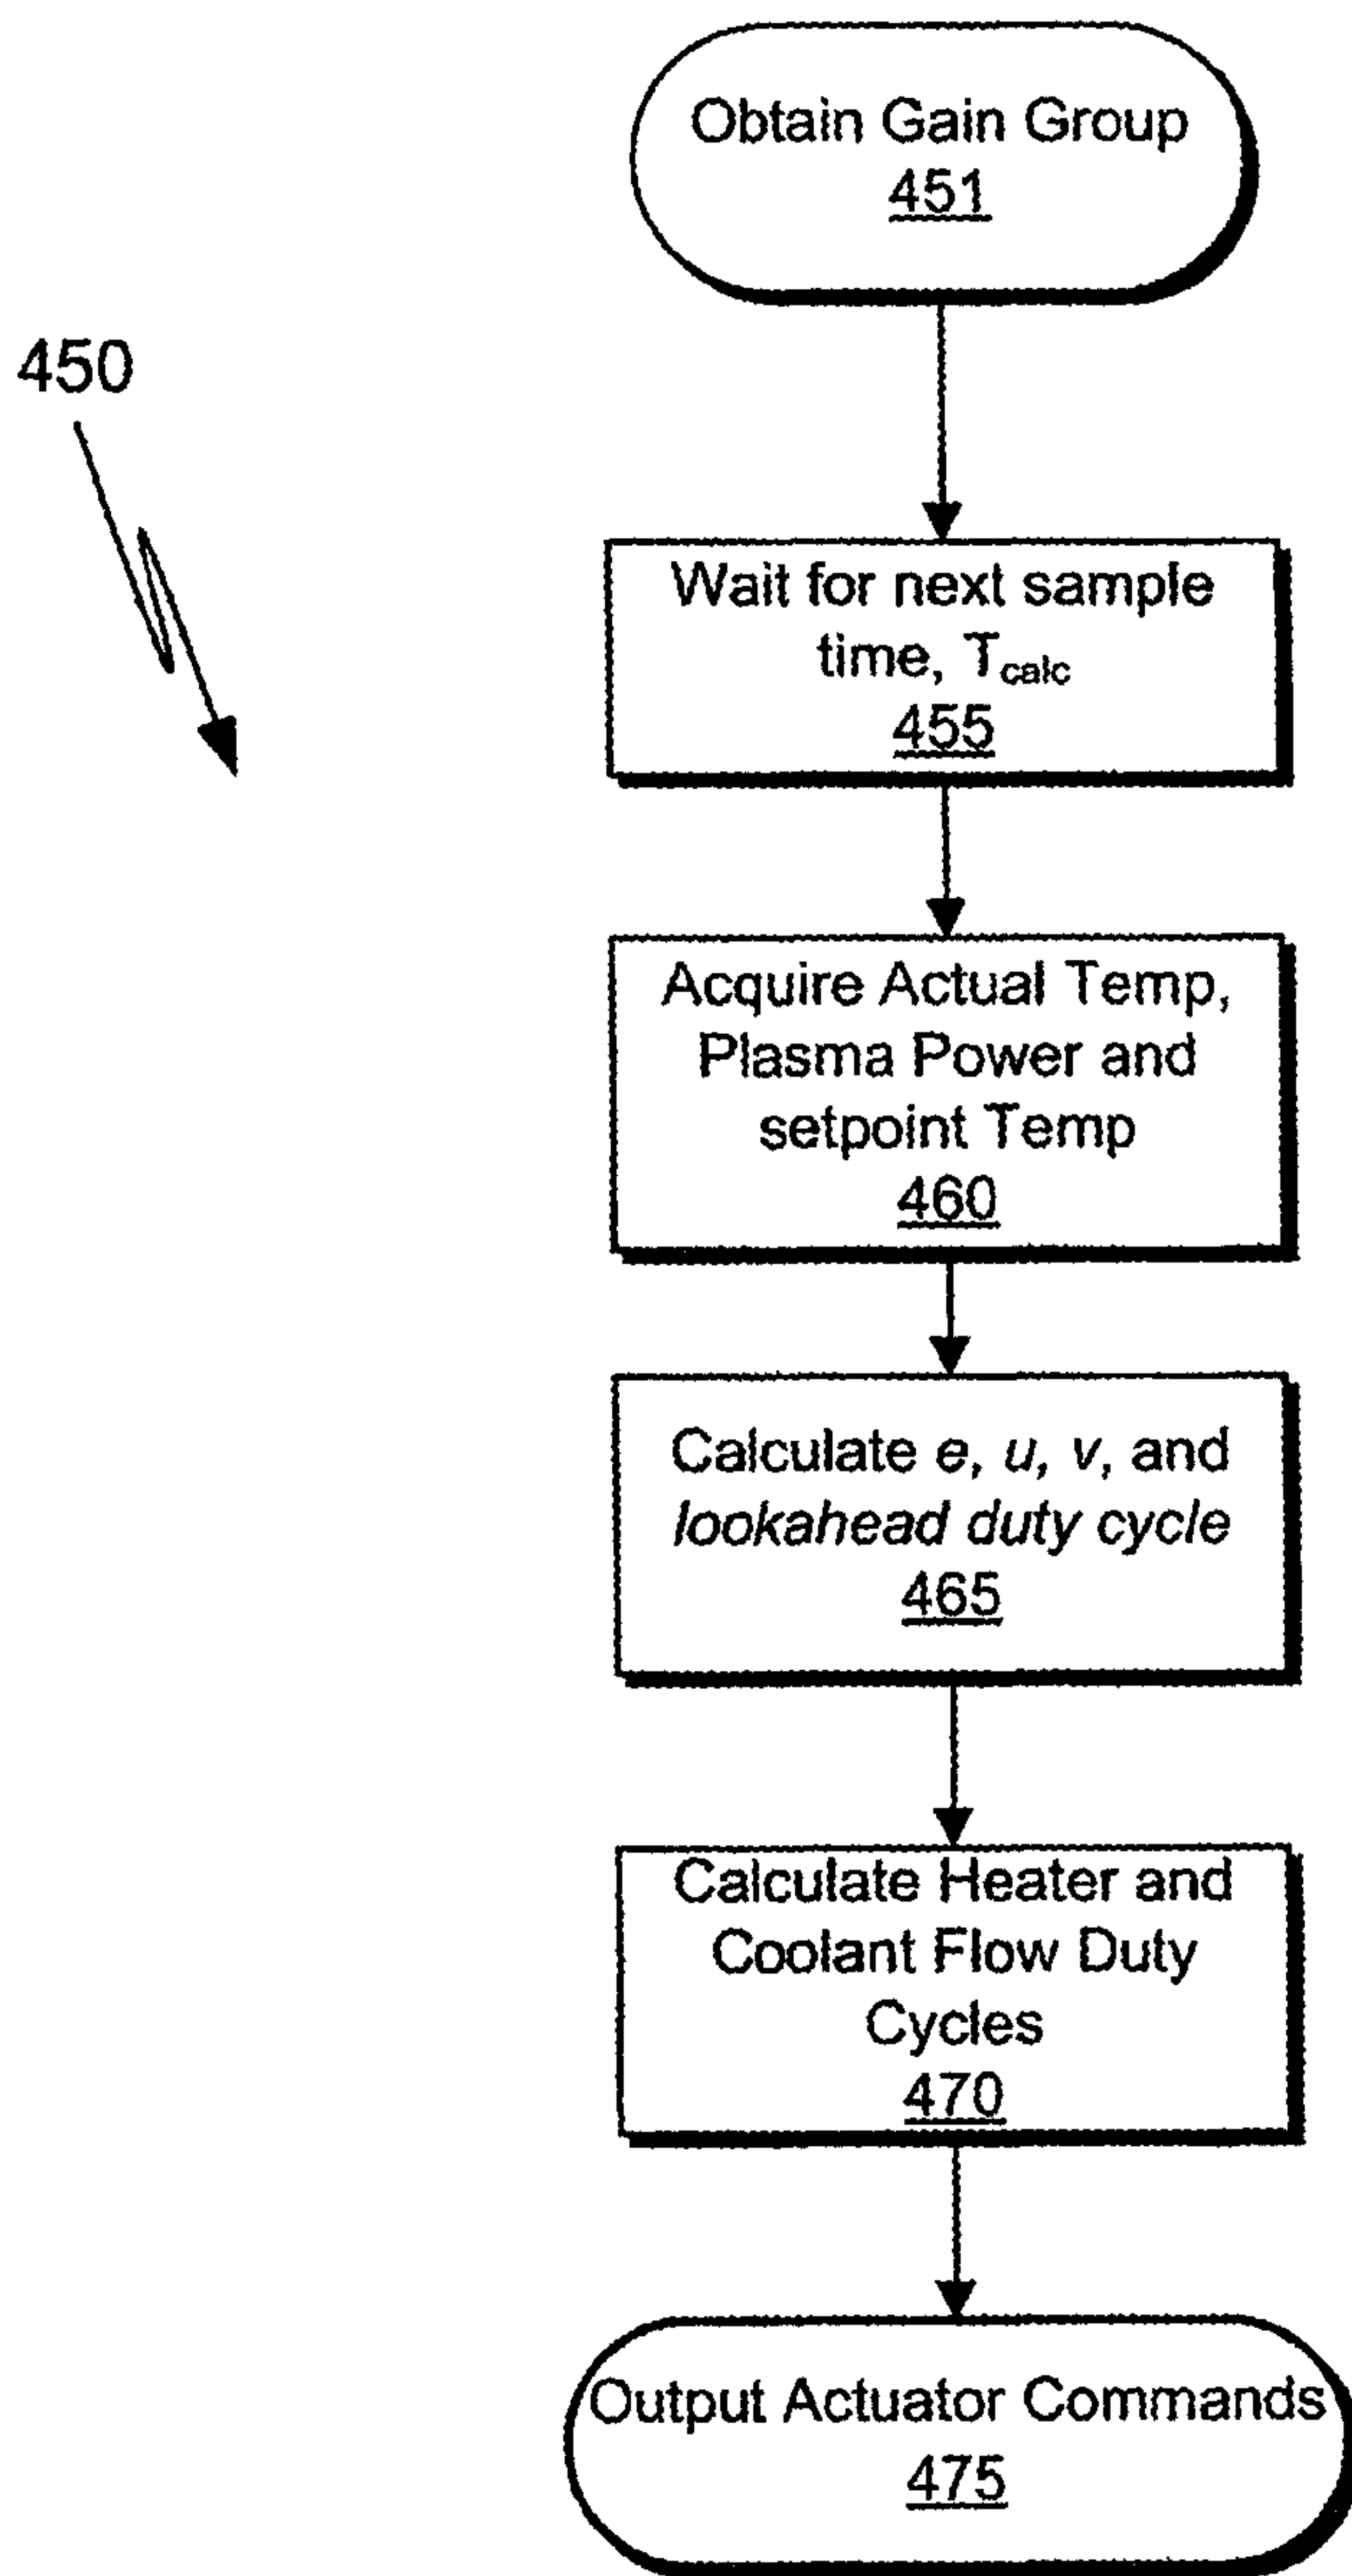 Obtain Gain Group
451
450
Wait for next sample
time, Tcalc
455
Acquire Actual Temp,
Plasma Power and
setpoint Temp
460
Calculate e, u, v, and
lookahead duty cycle
465
Calculate Heater and
Coolant Flow Duty
Cycles
470
Output Actuator Commands
475